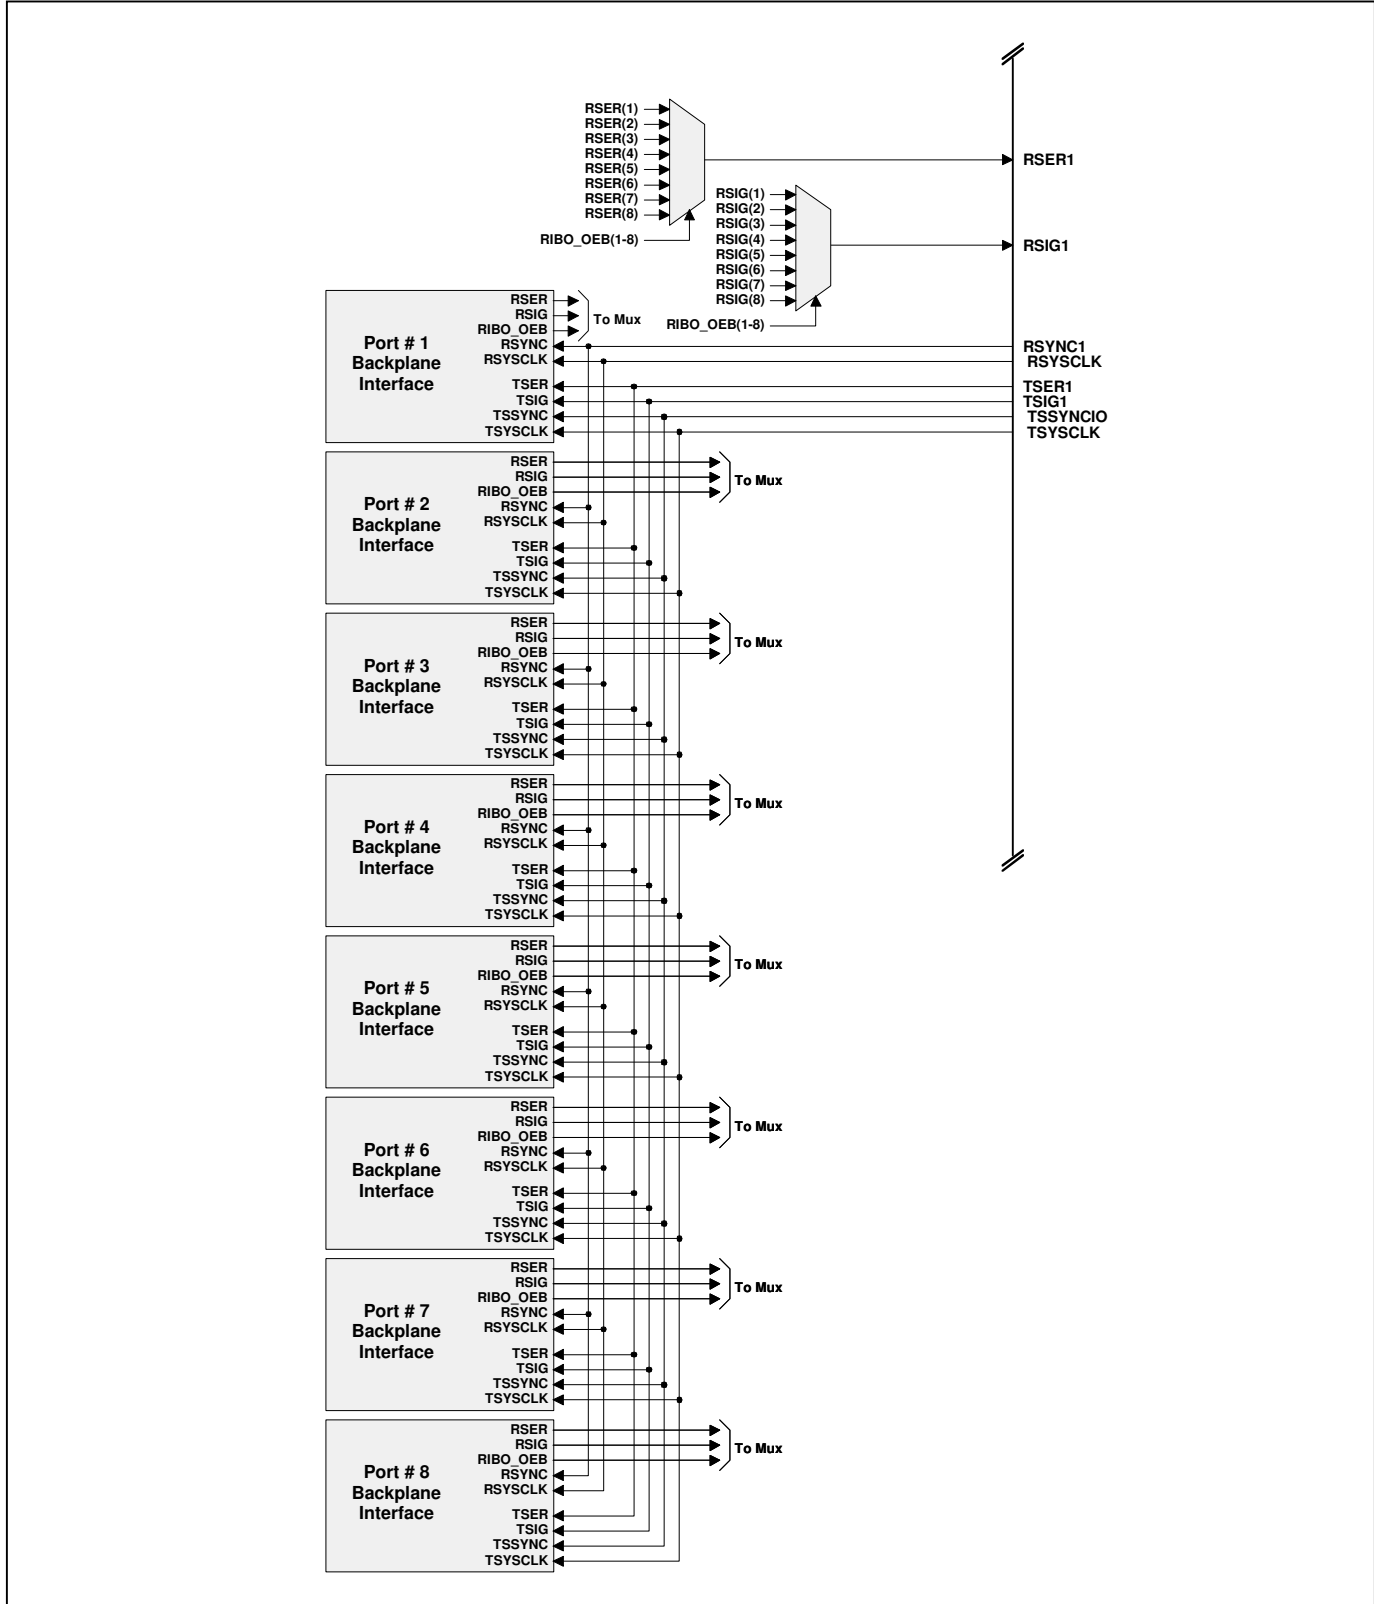 RSER(1)
RSER(2)
RSER(3)
RSER(4)
RSER(5)
RSER(6)
RSER(7)
RSER(8)
RIBO_OEB(1-8)
RSER1
RSIG(1)
RSIG(2)
RSIG(3)
RSIG(4)
RSIG(5)
RSIG(6)
RSIG(7)
RSIG(8)
RIBO_OEB(1-8)
RSIG1
Port # 1
Backplane
Interface
RSER
RSIG
RIBO_OEB
RSYNC
RSYSCLK
TSER
TSIG
TSSYNC
TSYSCLK
To Mux
RSYNC1
RSYSCLK
TSER1
TSIG1
TSSYNCIO
TSYSCLK
Port # 2
Backplane
Interface
RSER
RSIG
RIBO_OEB
RSYNC
RSYSCLK
TSER
TSIG
TSSYNC
TSYSCLK
To Mux
Port # 3
Backplane
Interface
RSER
RSIG
RIBO_OEB
RSYNC
RSYSCLK
TSER
TSIG
TSSYNC
TSYSCLK
To Mux
Port # 4
Backplane
Interface
RSER
RSIG
RIBO_OEB
RSYNC
RSYSCLK
TSER
TSIG
TSSYNC
TSYSCLK
To Mux
Port # 5
Backplane
Interface
RSER
RSIG
RIBO_OEB
RSYNC
RSYSCLK
TSER
TSIG
TSSYNC
TSYSCLK
To Mux
Port # 6
Backplane
Interface
RSER
RSIG
RIBO_OEB
RSYNC
RSYSCLK
TSER
TSIG
TSSYNC
TSYSCLK
To Mux
Port # 7
Backplane
Interface
RSER
RSIG
RIBO_OEB
RSYNC
RSYSCLK
TSER
TSIG
TSSYNC
TSYSCLK
To Mux
Port # 8
Backplane
Interface
RSER
RSIG
RIBO_OEB
RSYNC
RSYSCLK
TSER
TSIG
TSSYNC
TSYSCLK
To Mux